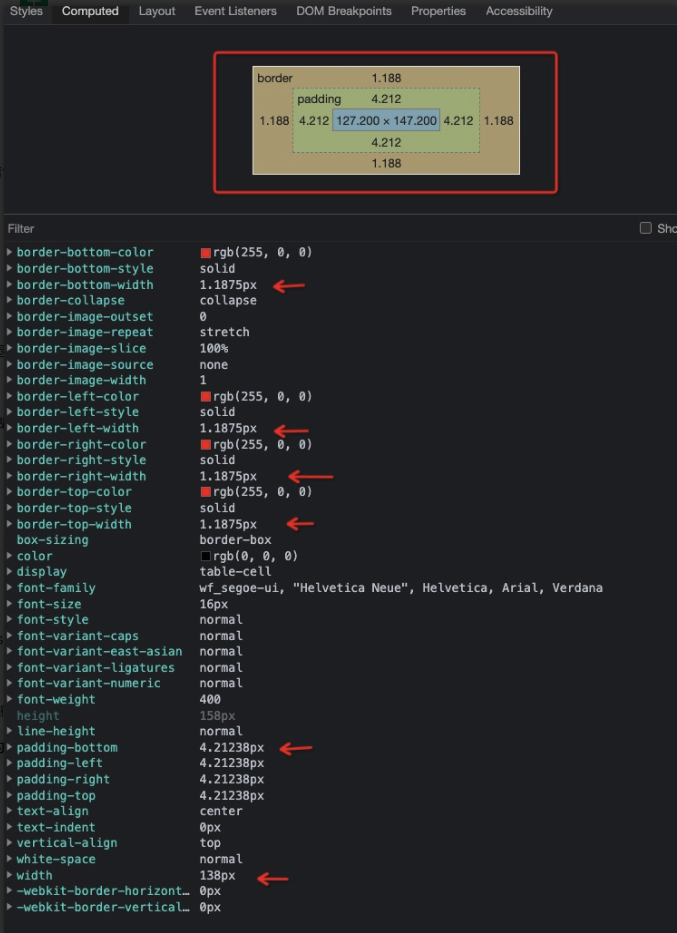 Styles Computed Layout Event Listeners DOM Breakpoints Properties Accessibility
border 1.188
padding 4.212
1.188 4.212 127.200 × 147.200 4.212 1.188
4.212
1.188
Filter Sho
border-bottom-color rgb(255, 0, 0)
border-bottom-style solid
border-bottom-width 1.1875px
border-collapse collapse
border-image-outset 0
border-image-repeat stretch
border-image-slice 100%
border-image-source none
border-image-width 1
border-left-color rgb(255, 0, 0)
border-left-style solid
border-left-width 1.1875px
border-right-color rgb(255, 0, 0)
border-right-style solid
border-right-width 1.1875px
border-top-color rgb(255, 0, 0)
border-top-style solid
border-top-width 1.1875px
box-sizing border-box
color rgb(0, 0, 0)
display table-cell
font-family wf_segoe-ui, "Helvetica Neue", Helvetica, Arial, Verdana
font-size 16px
font-style normal
font-variant-caps normal
font-variant-east-asian normal
font-variant-ligatures normal
font-variant-numeric normal
font-weight 400
height 158px
line-height normal
padding-bottom 4.21238px
padding-left 4.21238px
padding-right 4.21238px
padding-top 4.21238px
text-align center
text-indent 0px
vertical-align top
white-space normal
width 138px
-webkit-border-horizont… 0px
-webkit-border-vertical… 0px